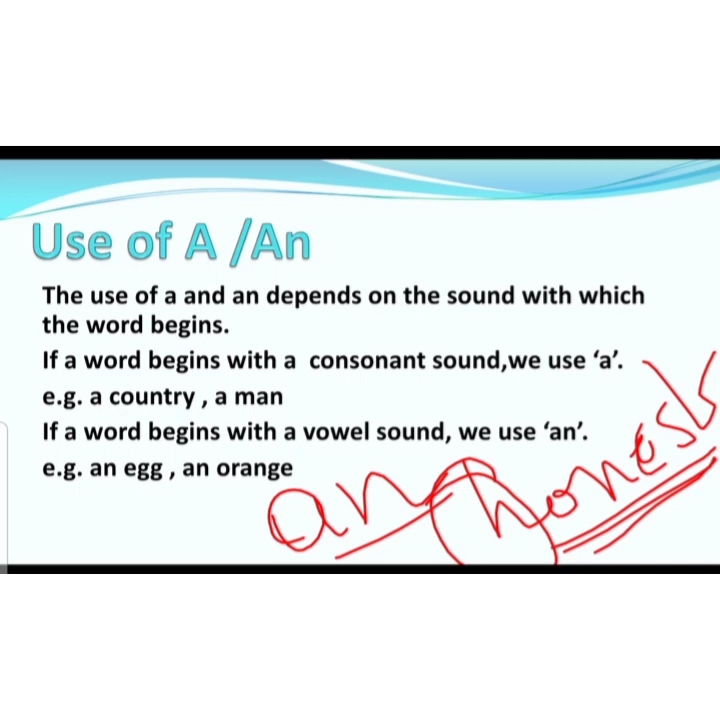 Use of A /An
The use of a and an depends on the sound with which
the word begins.
If a word begins with a  consonant sound,we use ‘a’.
e.g. a country , a man
If a word begins with a vowel sound, we use ‘an’.
e.g. an egg , an orange
an honest